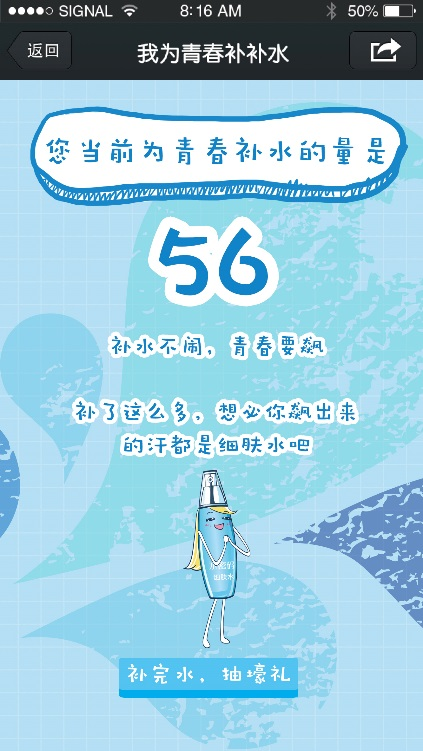 SIGNAL 8:16 AM 50%
返回 我为青春补补水
您当前为青春补水的量是
56
补水不闹，青春要飙
补了这么多，想必你飙出来
的汗都是细肤水吧
细肤水
补完水，抽壕礼